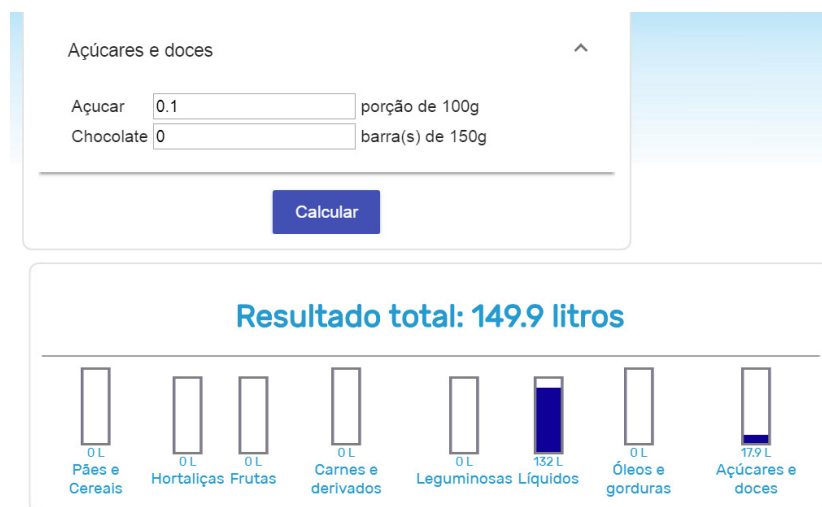 Açúcares e doces
Açucar 0.1 porção de 100g
Chocolate 0 barra(s) de 150g
Calcular
Resultado total: 149.9 litros
0 L 0 L 0 L 0 L 0 L 132 L 0 L 17.9 L
Pães e Cereais
Hortaliças
Frutas
Carnes e derivados
Leguminosas
Líquidos
Óleos e gorduras
Açúcares e doces